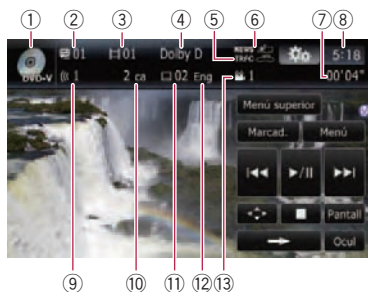 ① ② ③ ④ ⑤ ⑥ ⑦ ⑧
01 01 Dolby D NEWS TRFC 5:18
DVD-V 1 2 ca 02 Eng 1 00'04"
Menú superior
Marcad. Menú
Pantall
Ocul
⑨ ⑩ ⑪ ⑫ ⑬